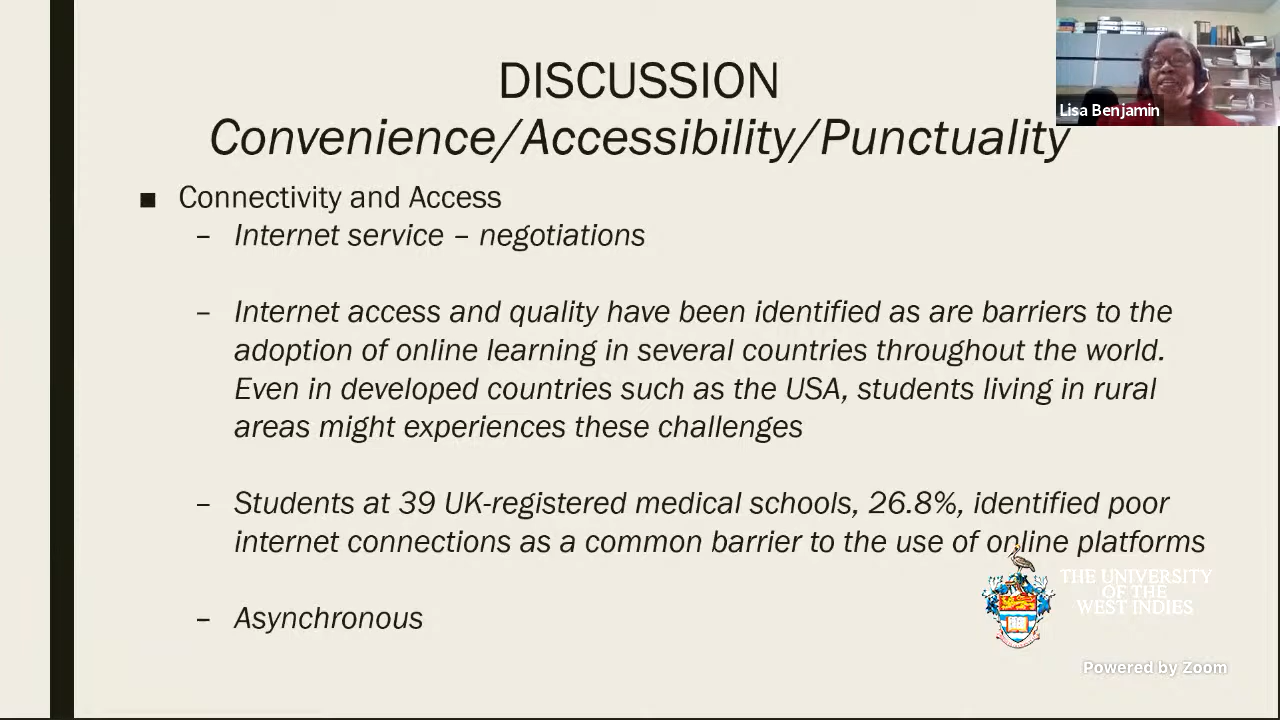 DISCUSSION
Convenience/Accessibility/Punctuality
Lisa Benjamin
■ Connectivity and Access
– Internet service – negotiations
– Internet access and quality have been identified as are barriers to the
adoption of online learning in several countries throughout the world.
Even in developed countries such as the USA, students living in rural
areas might experiences these challenges
– Students at 39 UK-registered medical schools, 26.8%, identified poor
internet connections as a common barrier to the use of online platforms
– Asynchronous
THE UNIVERSITY
OF THE
WEST INDIES
Powered by Zoom